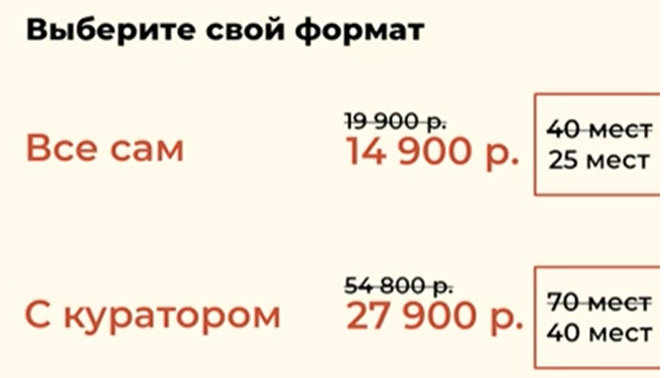 Выберите свой формат
19 900 р.
Все сам
14 900 р.
40 мест
25 мест
54 800 р.
С куратором
27 900 р.
70 мест
40 мест